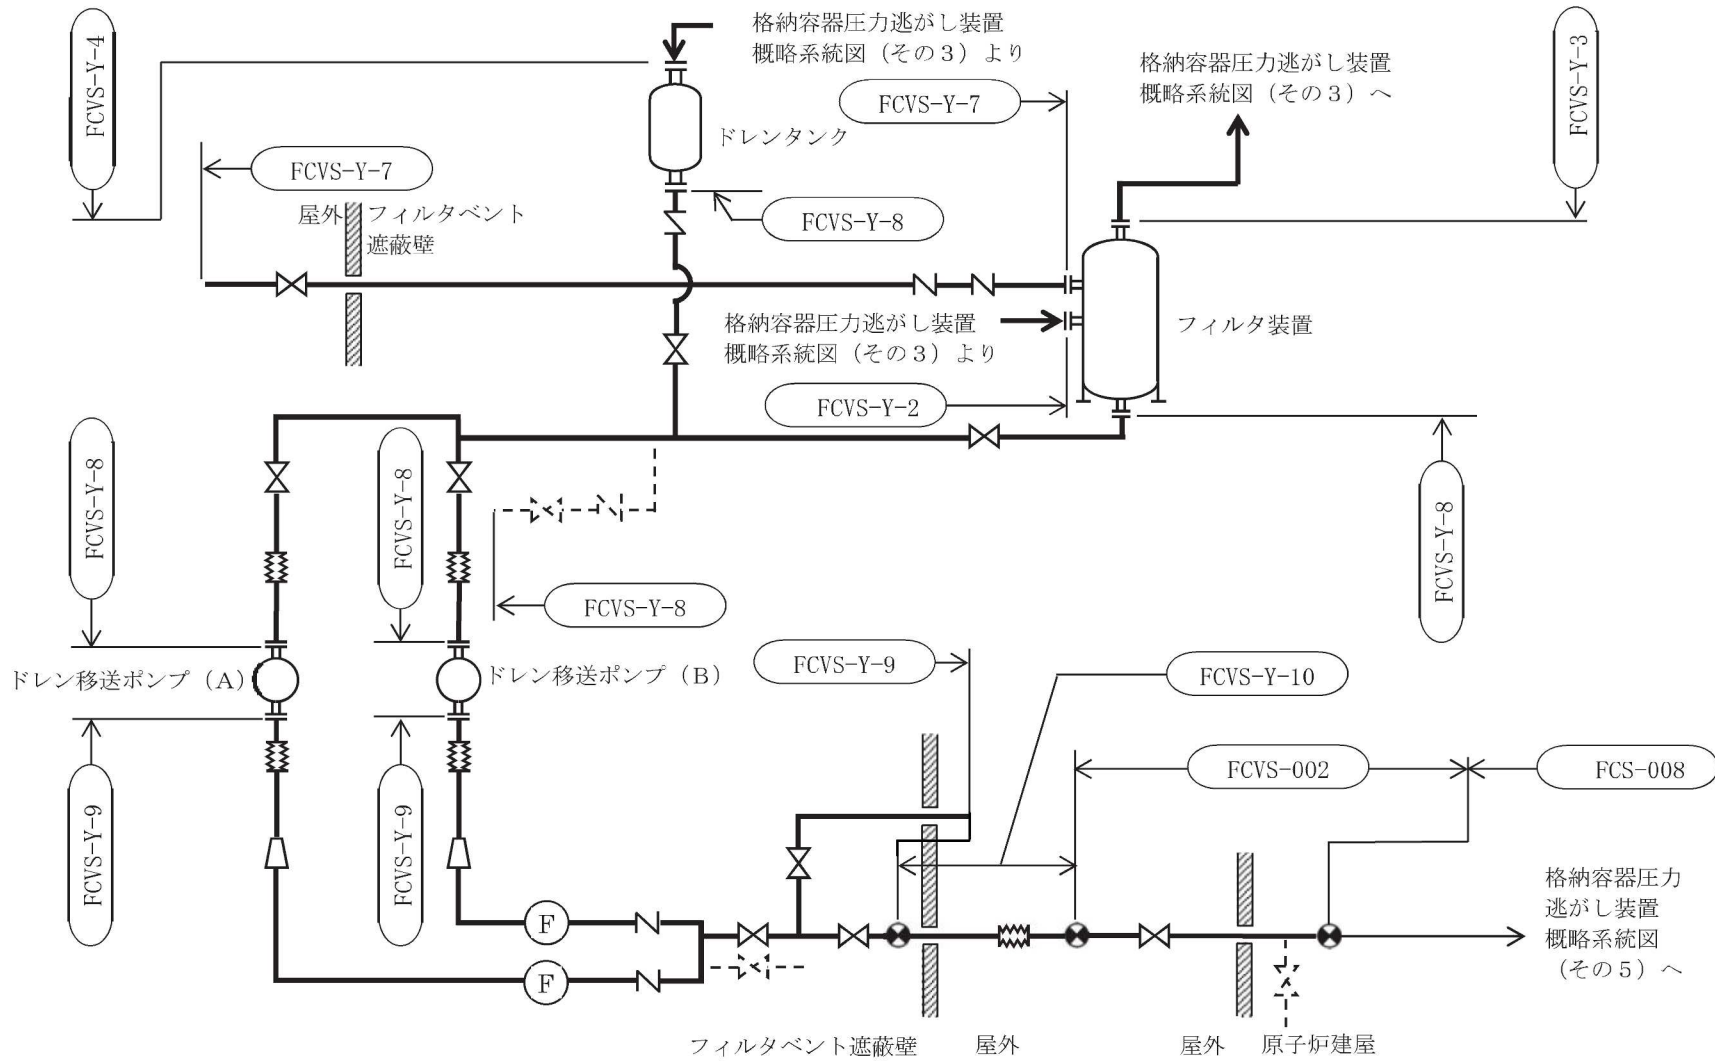 FCVS-Y-4
格納容器圧力逃がし装置
概略系統図（その３）より
格納容器圧力逃がし装置
概略系統図（その３）へ
FCVS-Y-3
FCVS-Y-7
ドレンタンク
FCVS-Y-7
屋外
フィルタベント
遮蔽壁
FCVS-Y-8
格納容器圧力逃がし装置
概略系統図（その３）より
フィルタ装置
FCVS-Y-2
FCVS-Y-8
FCVS-Y-8
FCVS-Y-8
FCVS-Y-8
ドレン移送ポンプ（Ａ）
ドレン移送ポンプ（Ｂ）
FCVS-Y-9
FCVS-Y-10
FCVS-002
FCS-008
FCVS-Y-9
FCVS-Y-9
F
F
格納容器圧力
逃がし装置
概略系統図
（その５）へ
フィルタベント遮蔽壁
屋外
屋外
原子炉建屋